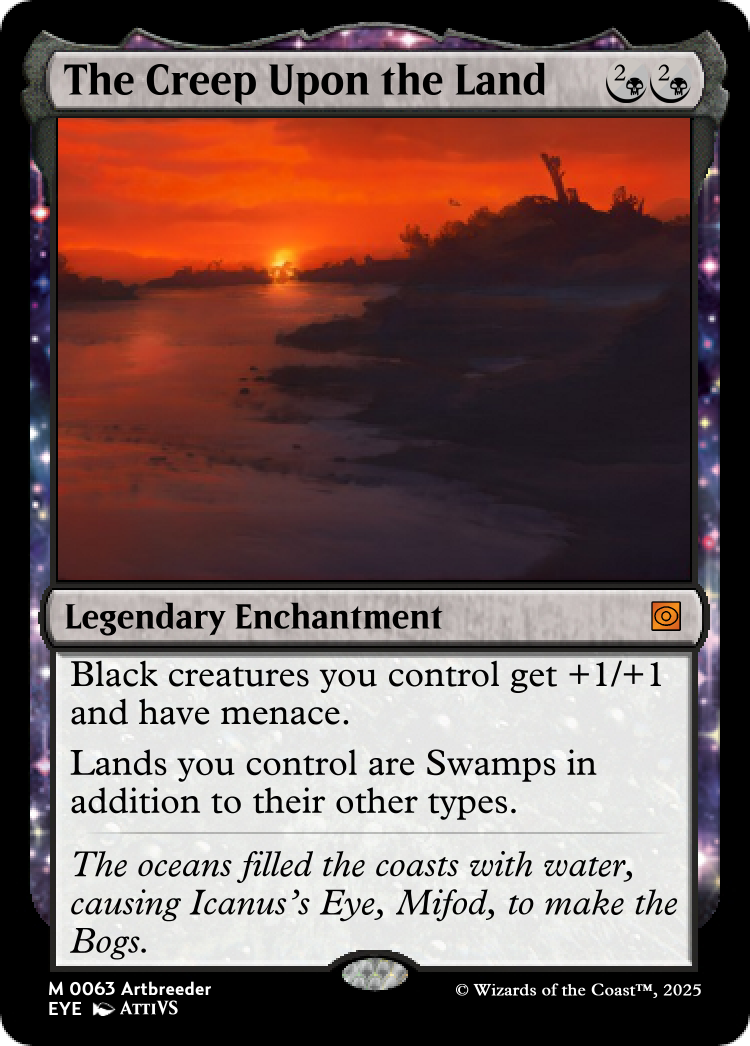 The Creep Upon the Land 2 2
Legendary Enchantment
Black creatures you control get +1/+1
and have menace.
Lands you control are Swamps in
addition to their other types.
The oceans filled the coasts with water,
causing Icanus's Eye, Mifod, to make the
Bogs.
M 0063 Artbreeder
EYE AttiVS
© Wizards of the Coast™, 2025